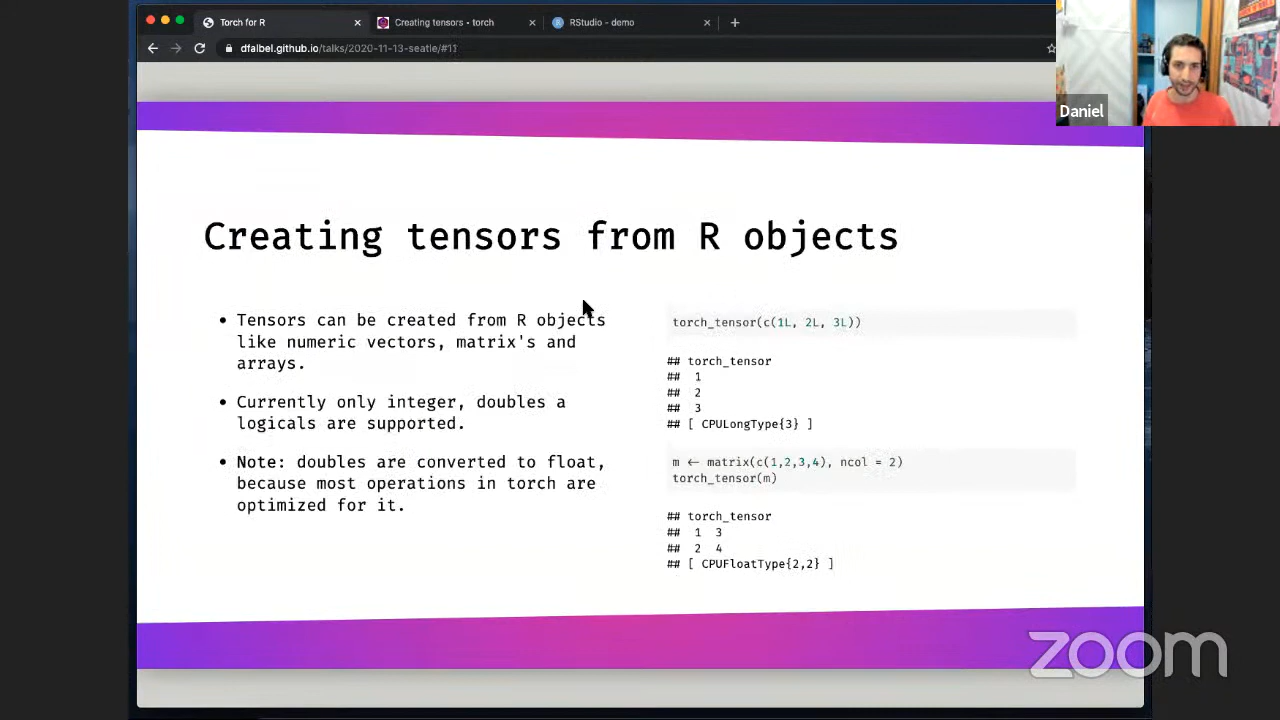 Torch for R
Creating tensors • torch
RStudio - demo
dfalbel.github.io/talks/2020-11-13-seatle/#11
Daniel
Creating tensors from R objects
• Tensors can be created from R objects
like numeric vectors, matrix's and
arrays.
• Currently only integer, doubles a
logicals are supported.
• Note: doubles are converted to float,
because most operations in torch are
optimized for it.
torch_tensor(c(1L, 2L, 3L))
## torch_tensor
## 1
## 2
## 3
## [ CPULongType{3} ]
m <- matrix(c(1,2,3,4), ncol = 2)
torch_tensor(m)
## torch_tensor
## 1 3
## 2 4
## [ CPUFloatType{2,2} ]
zoom